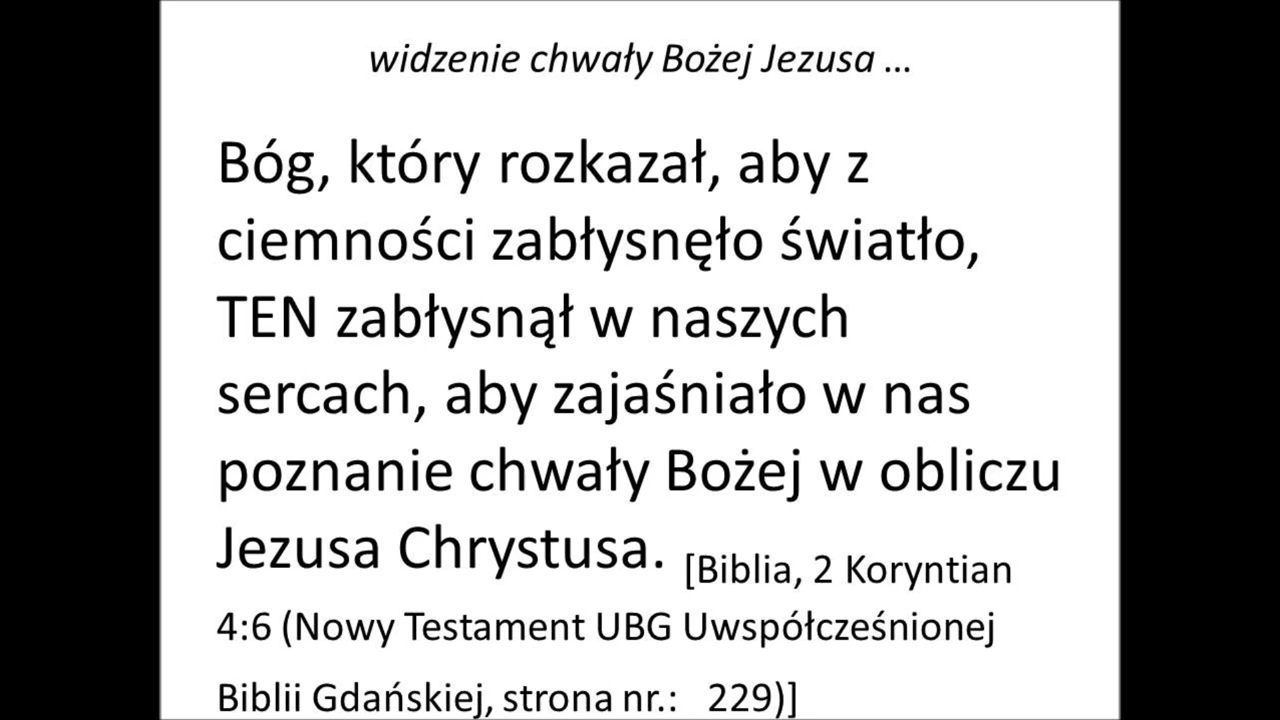 widzenie chwały Bożej Jezusa ...
Bóg, który rozkazał, aby z
ciemności zabłysnęło światło,
TEN zabłysnął w naszych
sercach, aby zajaśniało w nas
poznanie chwały Bożej w obliczu
Jezusa Chrystusa. [Biblia, 2 Koryntian
4:6 (Nowy Testament UBG Uwspółcześnionej
Biblii Gdańskiej, strona nr.: 229)]